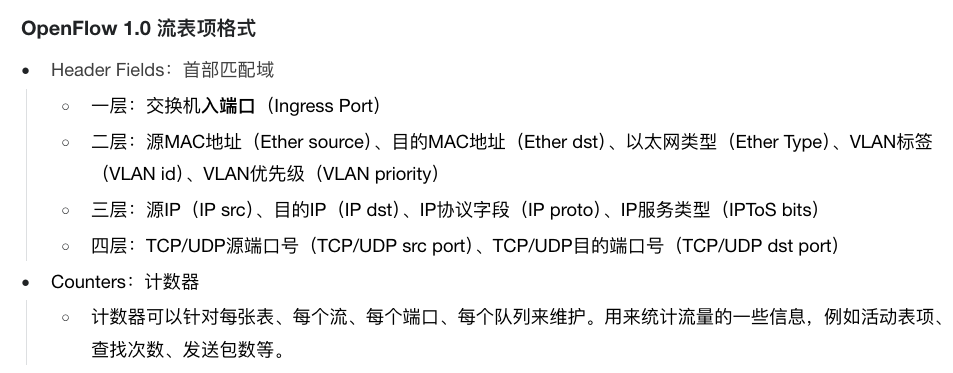 OpenFlow 1.0 流表项格式
Header Fields：首部匹配域
一层：交换机入端口（Ingress Port）
二层：源MAC地址（Ether source）、目的MAC地址（Ether dst）、以太网类型（Ether Type）、VLAN标签
（VLAN id）、VLAN优先级（VLAN priority）
三层：源IP（IP src）、目的IP（IP dst）、IP协议字段（IP proto）、IP服务类型（IPToS bits）
四层：TCP/UDP源端口号（TCP/UDP src port）、TCP/UDP目的端口号（TCP/UDP dst port）
Counters：计数器
计数器可以针对每张表、每个流、每个端口、每个队列来维护。用来统计流量的一些信息，例如活动表项、
查找次数、发送包数等。